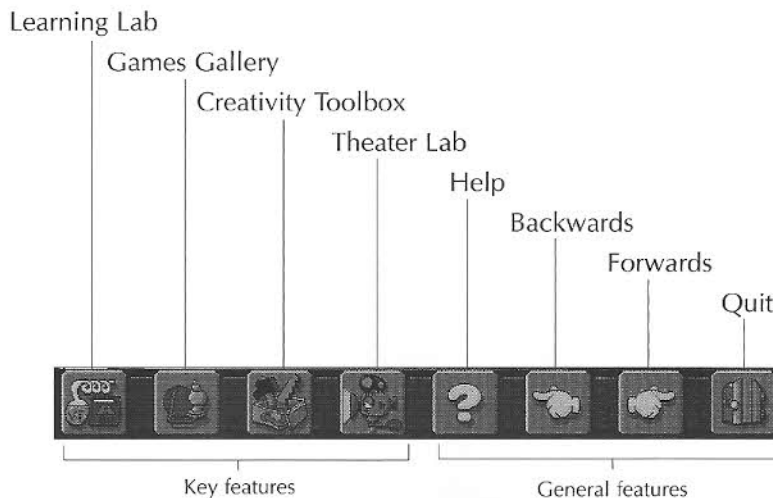 Learning Lab
Games Gallery
Creativity Toolbox
Theater Lab
Help
Backwards
Forwards
Quit
?
Key features
General features